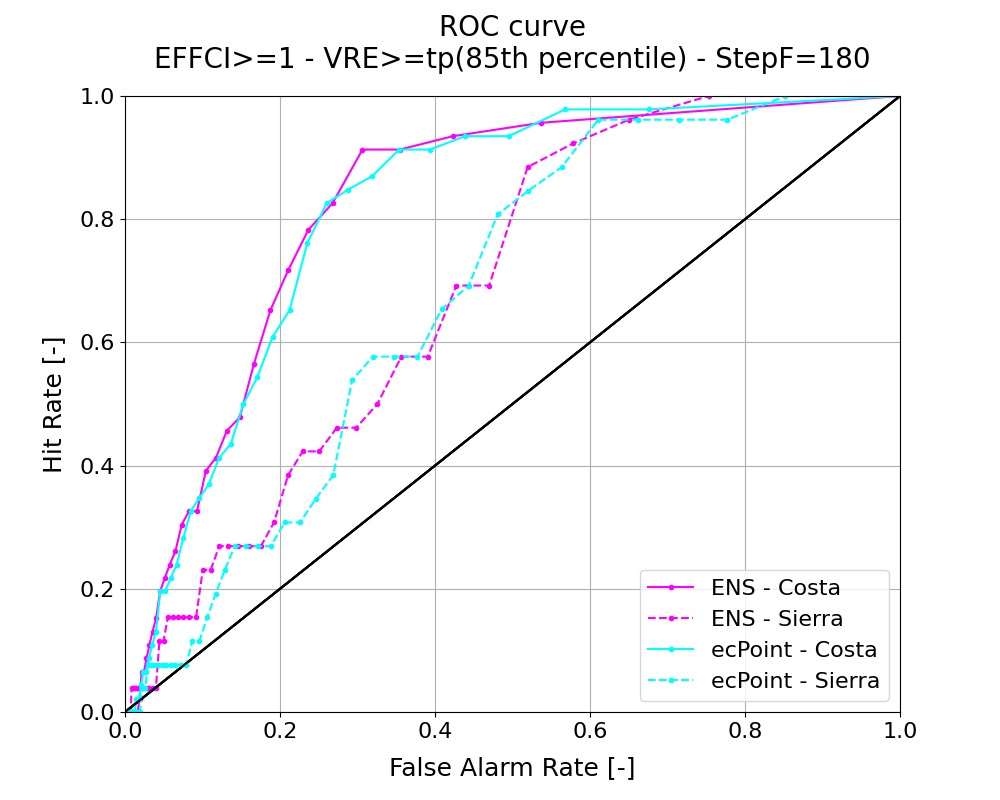 ROC curve
EFFCI>=1 - VRE>=tp(85th percentile) - StepF=180
1.0
0.8
0.6
0.4
0.2
0.0
Hit Rate [-]
0.0 0.2 0.4 0.6 0.8 1.0
False Alarm Rate [-]
ENS - Costa
ENS - Sierra
ecPoint - Costa
ecPoint - Sierra